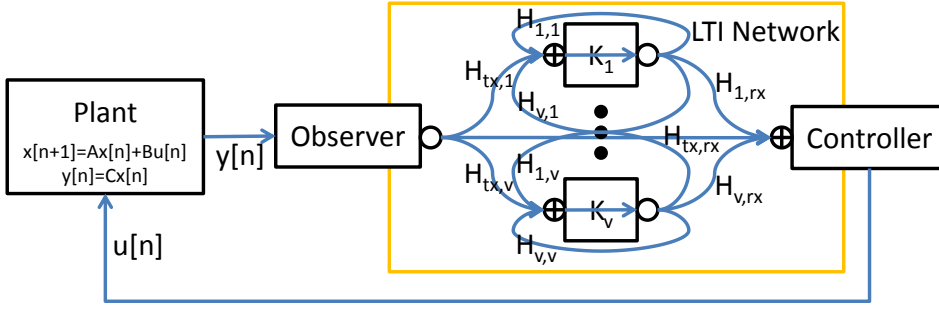 LTI Network
H1,1
K1
Htx,1
Hv,1
H1,rx
Plant
x[n+1]=Ax[n]+Bu[n]
y[n]=Cx[n]
y[n]
Observer
Htx,rx
Controller
Htx,v
H1,v
Kv
Hv,rx
Hv,v
u[n]